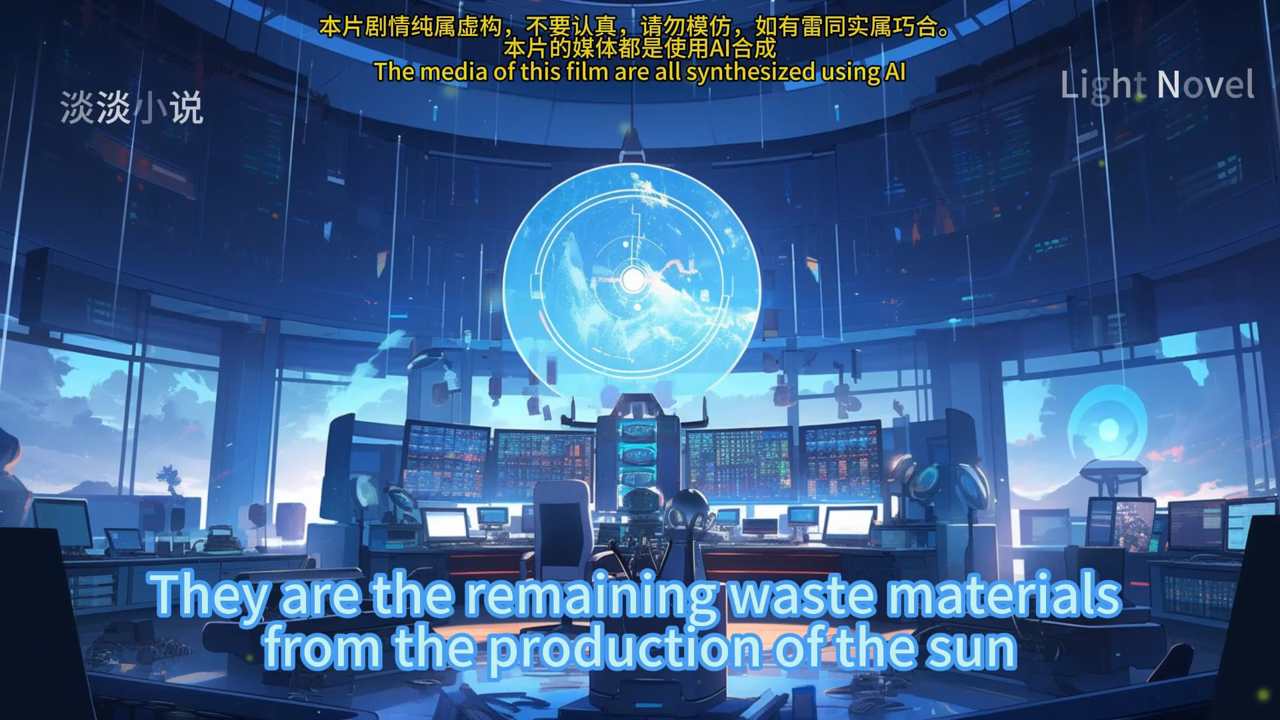 本片剧情纯属虚构，不要认真，请勿模仿，如有雷同实属巧合。
本片的媒体都是使用AI合成
The media of this film are all synthesized using AI
淡淡小说
Light Novel
They are the remaining waste materials
from the production of the sun